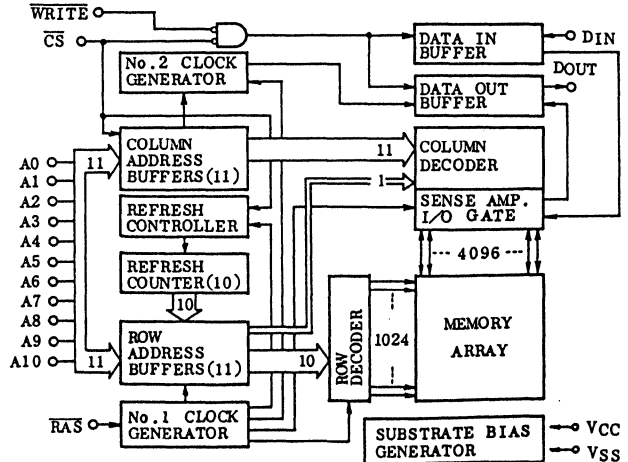 WRITE
CS
No.2 CLOCK
GENERATOR
DATA IN
BUFFER
DIN
DOUT
DATA OUT
BUFFER
A0
A1
A2
A3
A4
A5
A6
A7
A8
A9
A10
11
COLUMN
ADDRESS
BUFFERS(11)
11
COLUMN
DECODER
1
SENSE AMP.
I/O GATE
REFRESH
CONTROLLER
REFRESH
COUNTER(10)
10
4096
11
ROW
ADDRESS
BUFFERS(11)
10
ROW DECODER
1024
MEMORY
ARRAY
RAS
No.1 CLOCK
GENERATOR
SUBSTRATE BIAS
GENERATOR
VCC
VSS